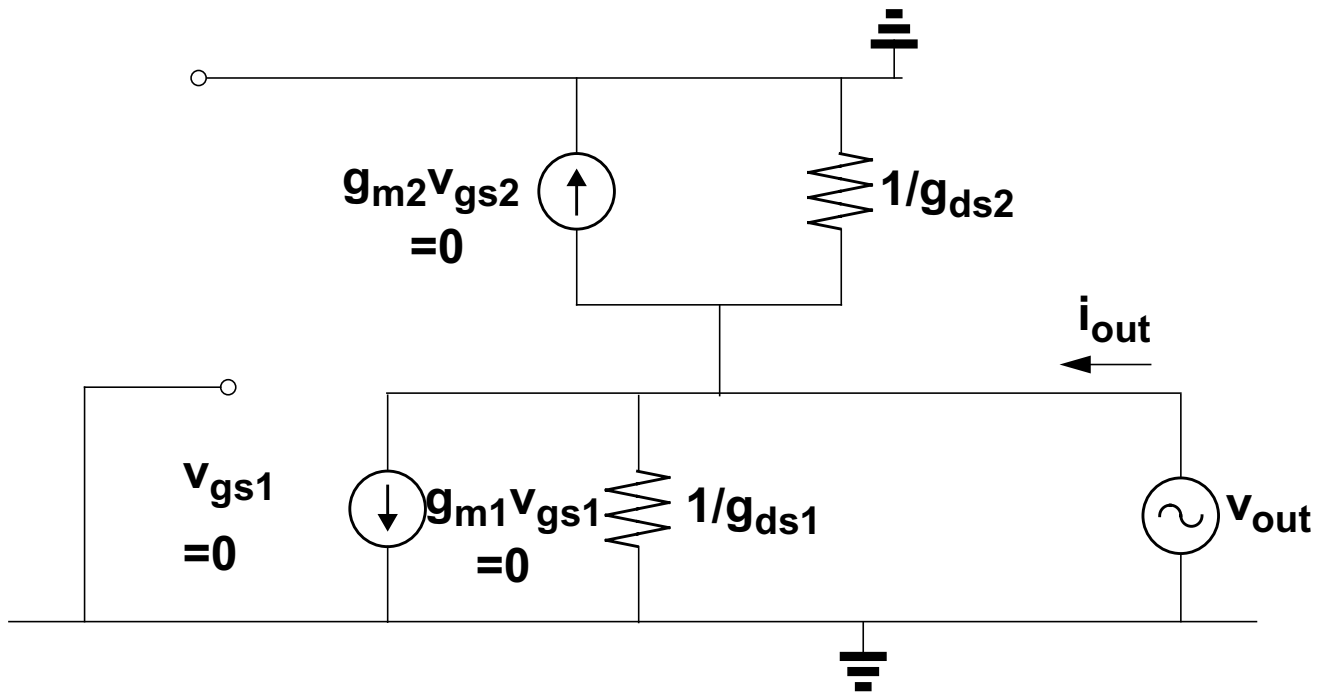 gm2vgs2
=0
1/gds2
iout
vgs1
=0
gm1vgs1
=0
1/gds1
vout